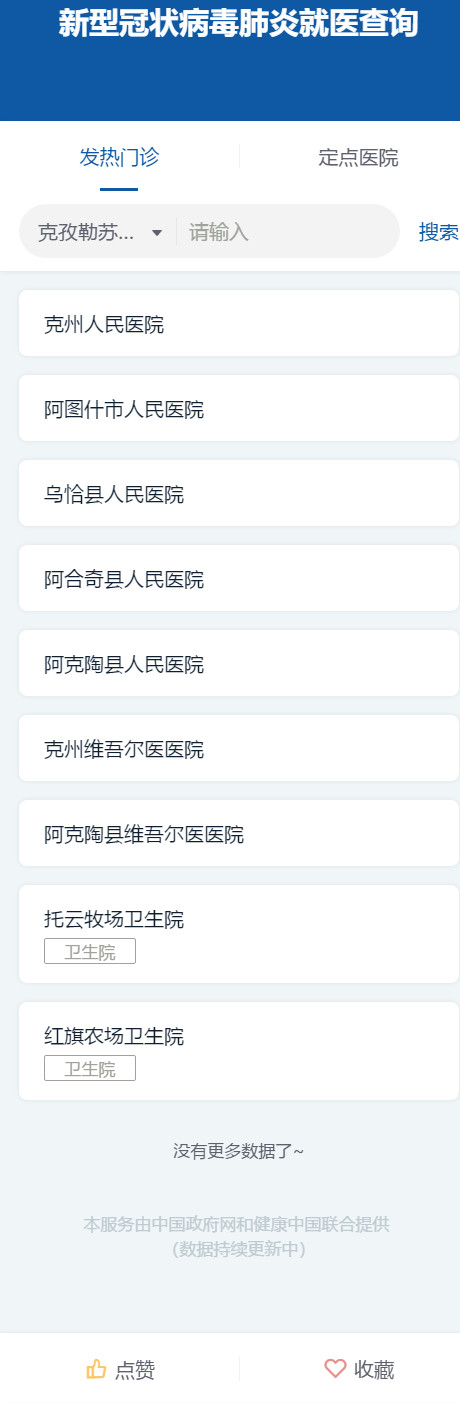 新型冠状病毒肺炎就医查询
发热门诊
定点医院
克孜勒苏...
请输入
搜索
克州人民医院
阿图什市人民医院
乌恰县人民医院
阿合奇县人民医院
阿克陶县人民医院
克州维吾尔医医院
阿克陶县维吾尔医医院
托云牧场卫生院
卫生院
红旗农场卫生院
卫生院
没有更多数据了~
本服务由中国政府网和健康中国联合提供
（数据持续更新中）
点赞
收藏